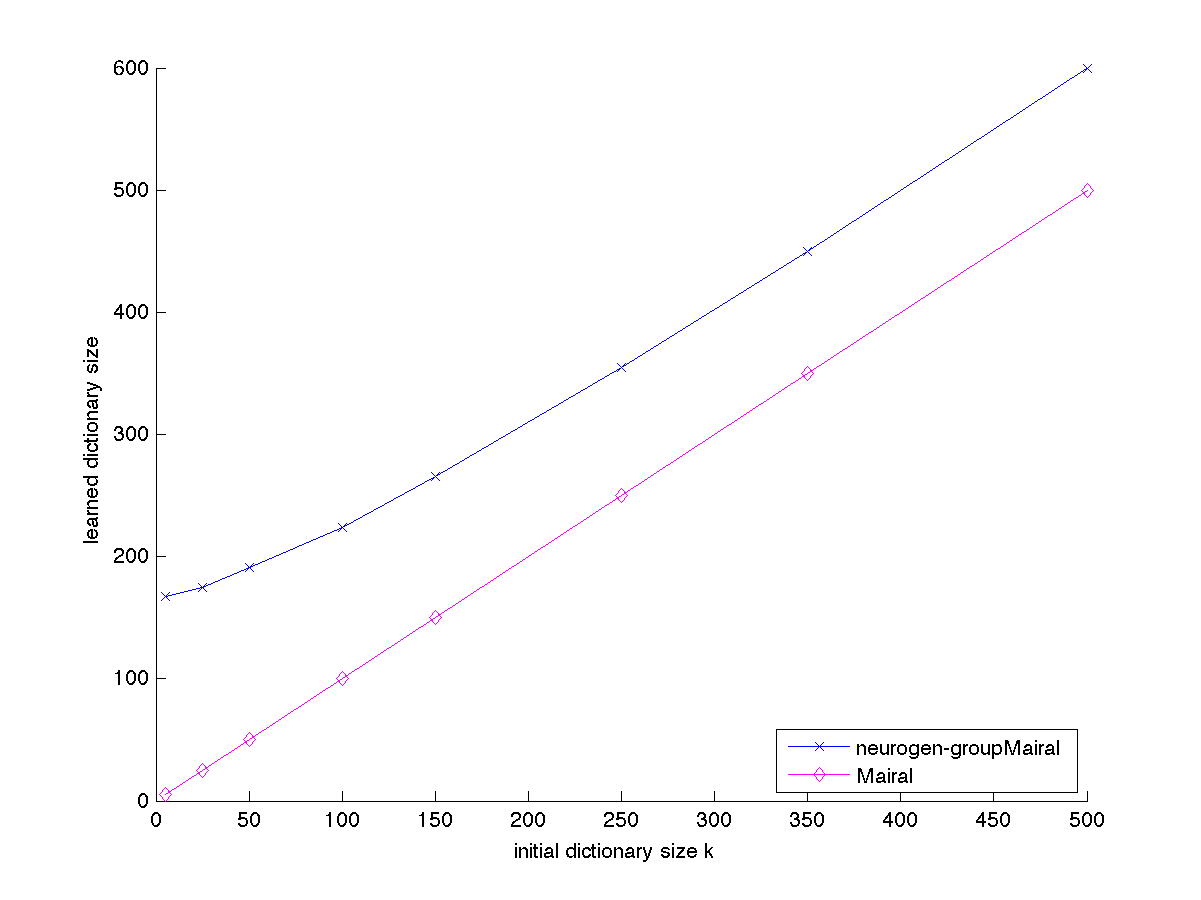 600
500
400
300
200
100
0
learned dictionary size
0 50 100 150 200 250 300 350 400 450 500
initial dictionary size k
neurogen-groupMairal
Mairal